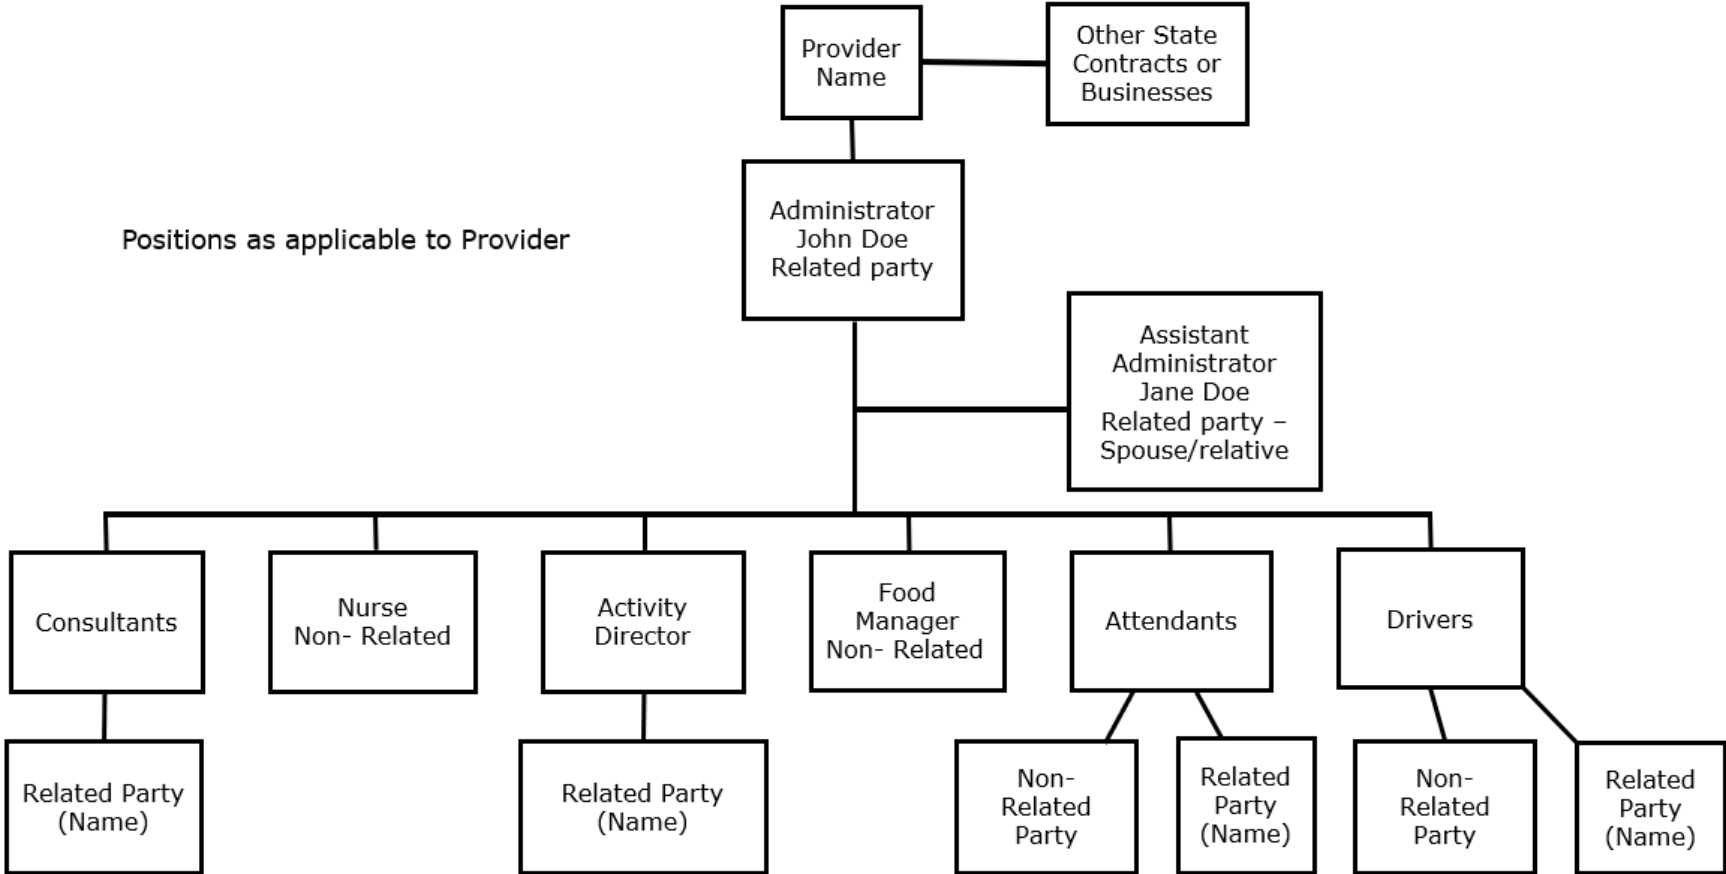 Provider
Name
Other State
Contracts or
Businesses
Administrator
John Doe
Related party
Positions as applicable to Provider
Assistant
Administrator
Jane Doe
Related party –
Spouse/relative
Consultants
Nurse
Non- Related
Activity
Director
Food
Manager
Non- Related
Attendants
Drivers
Related Party
(Name)
Related Party
(Name)
Non-
Related
Party
Related
Party
(Name)
Non-
Related
Party
Related
Party
(Name)